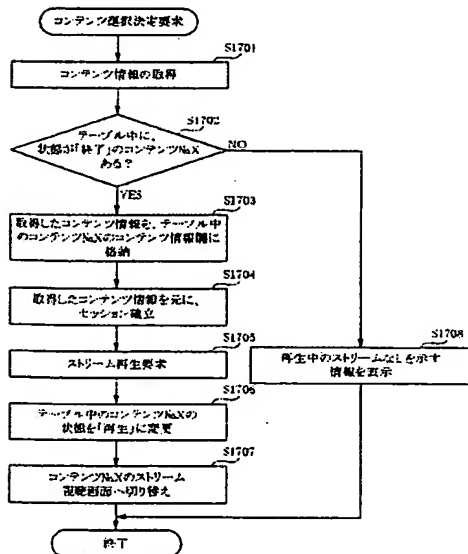 コンテンツ選択決定要求
S1701
コンテンツ情報の取得
S1702
テーブル中に、
状態が「終了」のコンテンツ№X
ある?
NO
YES
S1703
取得したコンテンツ情報を、テーブル中
のコンテンツ№Xのコンテンツ情報欄に
格納
S1704
取得したコンテンツ情報を元に、
セッション確立
S1705
ストリーム再生要求
S1708
再生中のストリームなしを示す
情報を表示
S1706
テーブル中のコンテンツ№Xの
状態を「再生」に変更
S1707
コンテンツ№Xのストリーム
視聴画面へ切り替え
終了